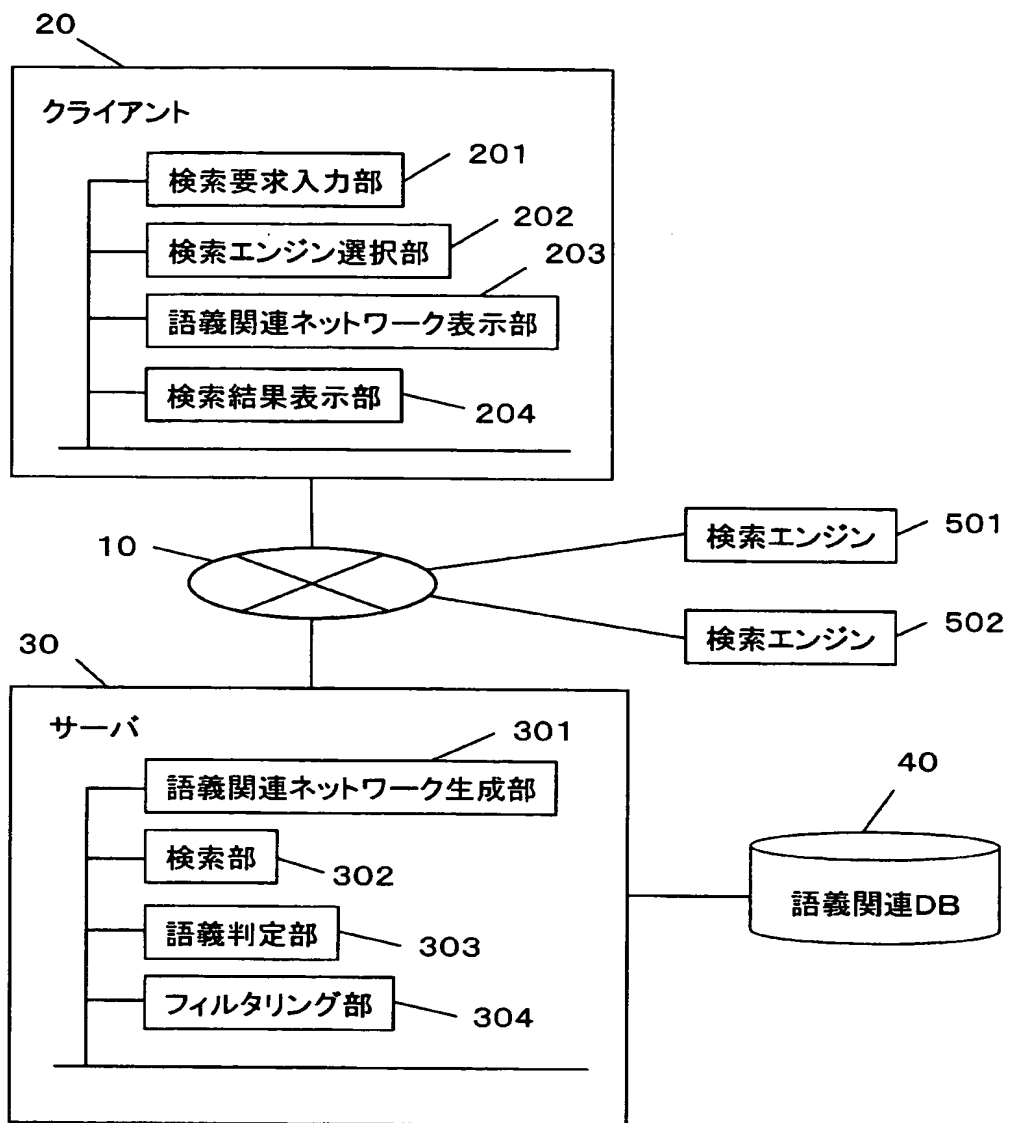 20
クライアント
検索要求入力部
201
検索エンジン選択部
202
語義関連ネットワーク表示部
203
検索結果表示部
204
10
検索エンジン
501
検索エンジン
502
30
サーバ
語義関連ネットワーク生成部
301
検索部
302
語義判定部
303
フィルタリング部
304
40
語義関連DB